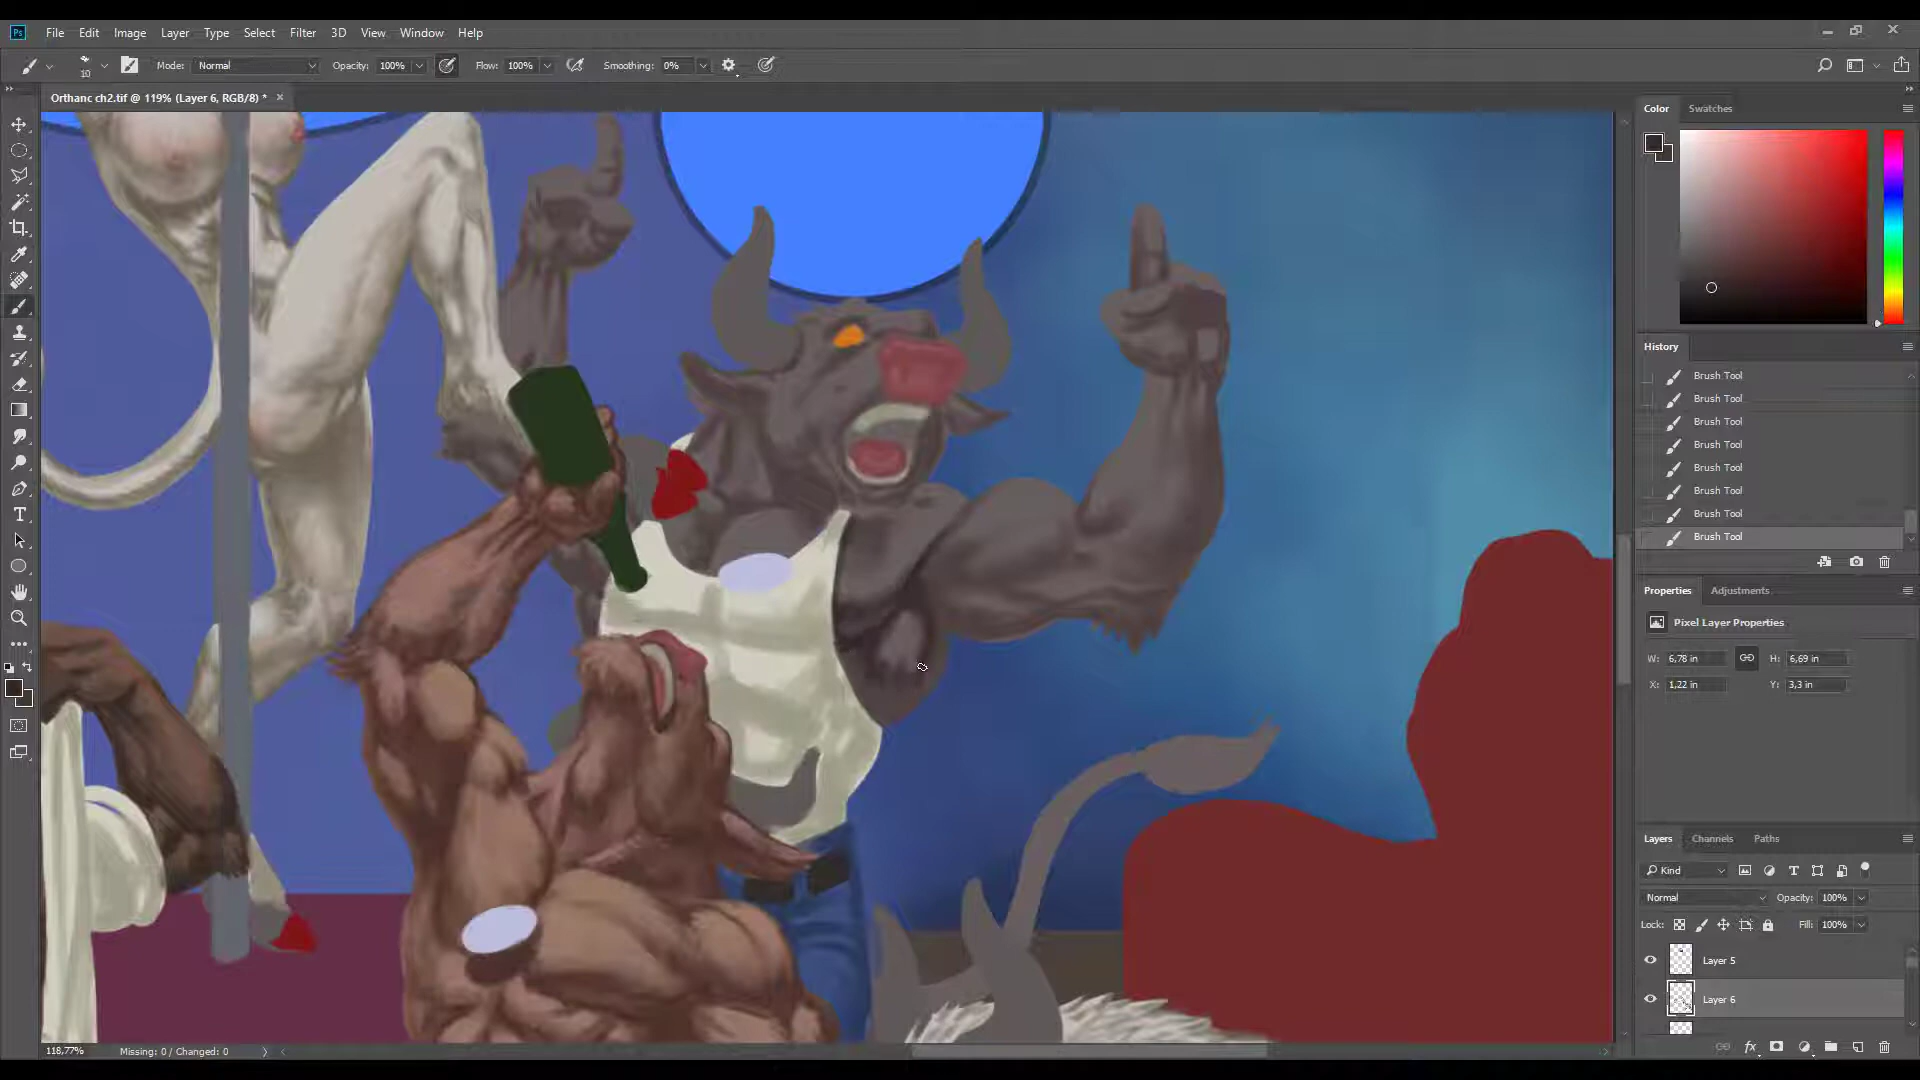 Ps File Edit Image Layer Type Select Filter 3D View Window Help
10 Mode: Normal Opacity: 100% Flow: 100% Smoothing: 0%
Orthanc ch2.tif @ 119% (Layer 6, RGB/8) * ×
Color Swatches
History
Brush Tool
Brush Tool
Brush Tool
Brush Tool
Brush Tool
Brush Tool
Brush Tool
Brush Tool
Properties Adjustments
Pixel Layer Properties
W: 6,78 in H: 6,69 in
X: 1,22 in Y: 3,3 in
Layers Channels Paths
Kind
Normal Opacity: 100%
Lock: Fill: 100%
Layer 5
Layer 6
118,77% Missing: 0 / Changed: 0